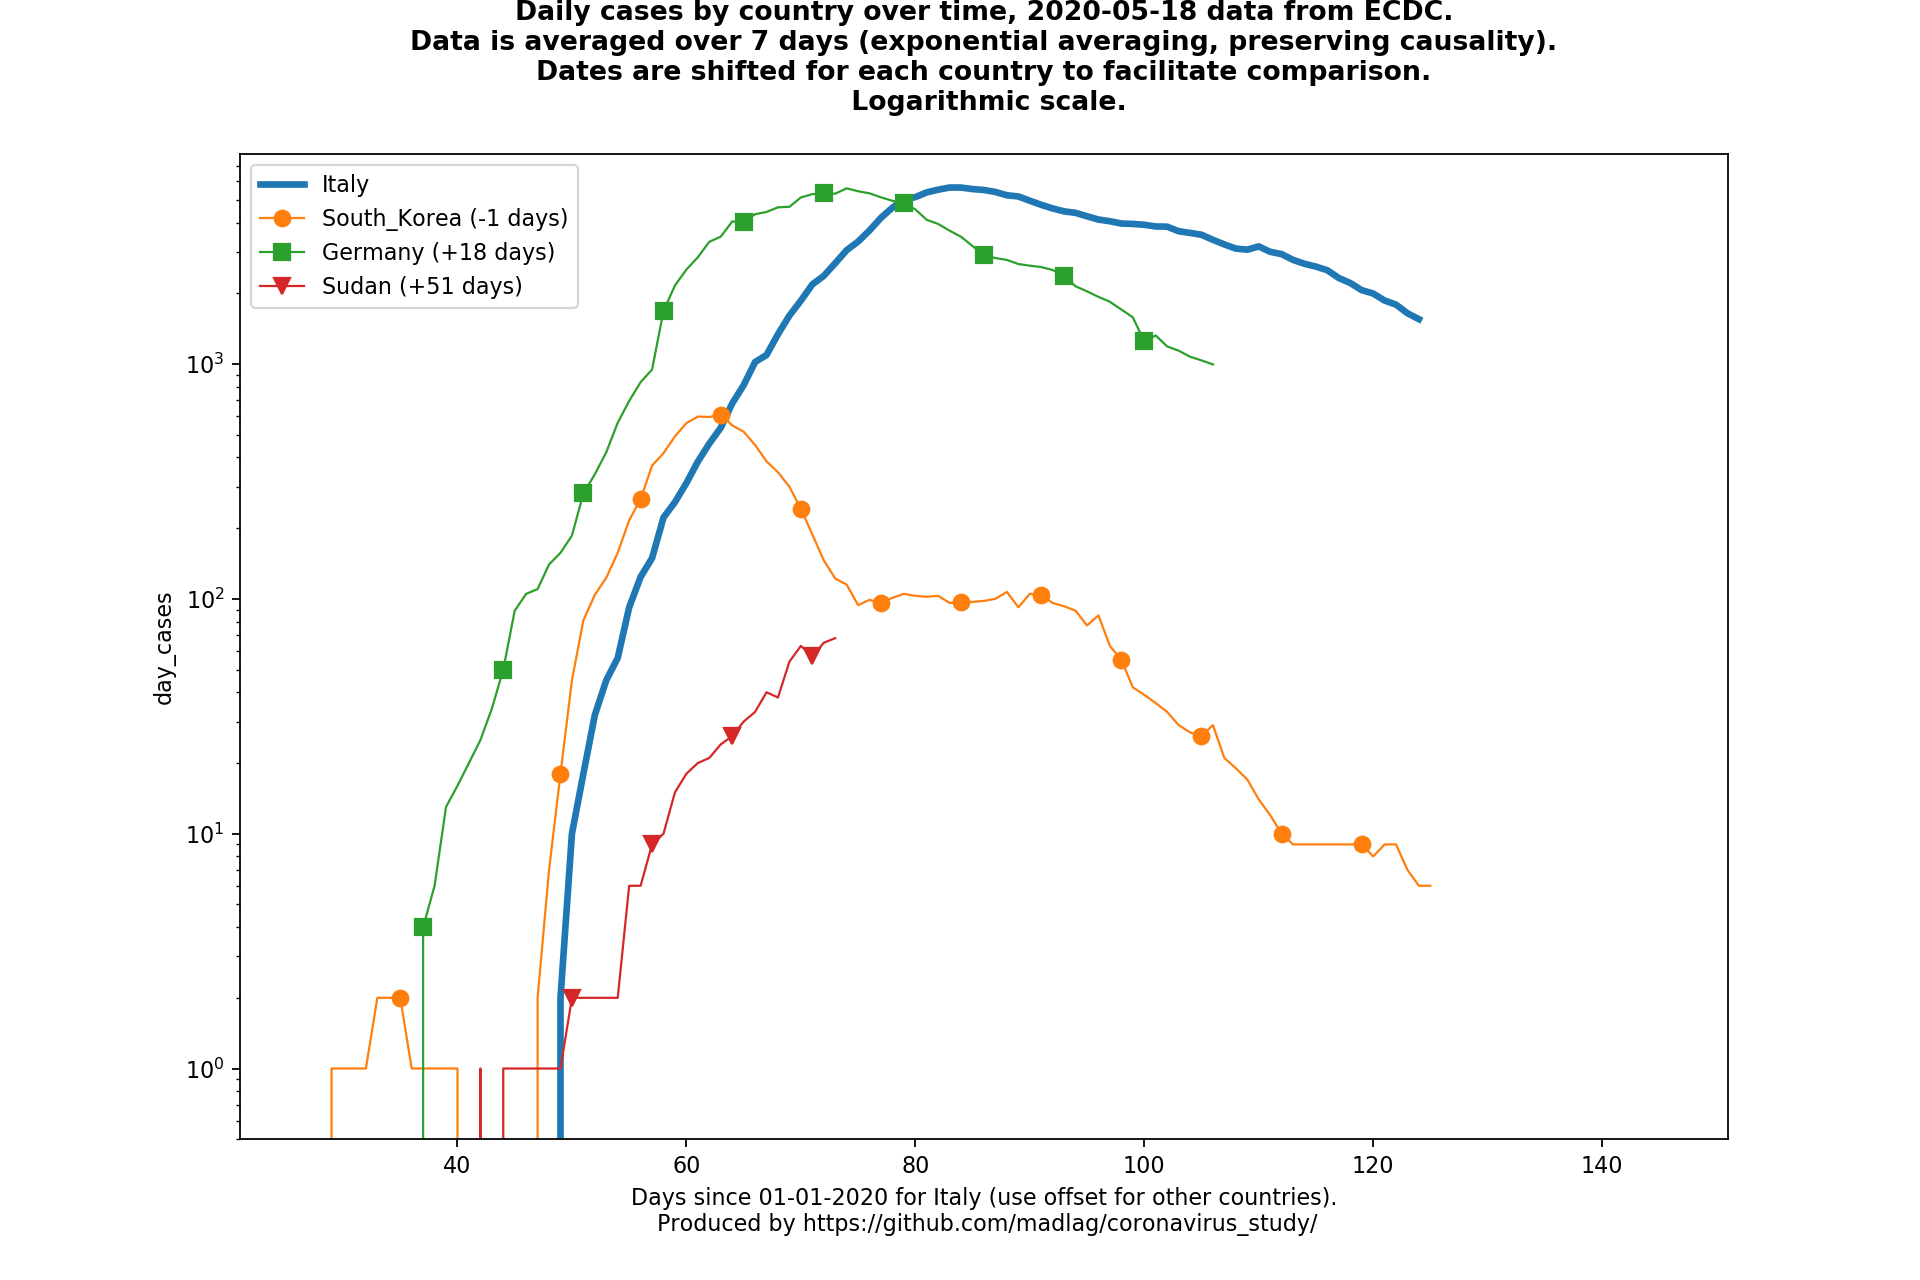 Daily cases by country over time, 2020-05-18 data from ECDC.
Data is averaged over 7 days (exponential averaging, preserving causality).
Dates are shifted for each country to facilitate comparison.
Logarithmic scale.
Italy
South_Korea (-1 days)
Germany (+18 days)
Sudan (+51 days)
10³
10²
10¹
10⁰
day_cases
40 60 80 100 120 140
Days since 01-01-2020 for Italy (use offset for other countries).
Produced by https://github.com/madlag/coronavirus_study/